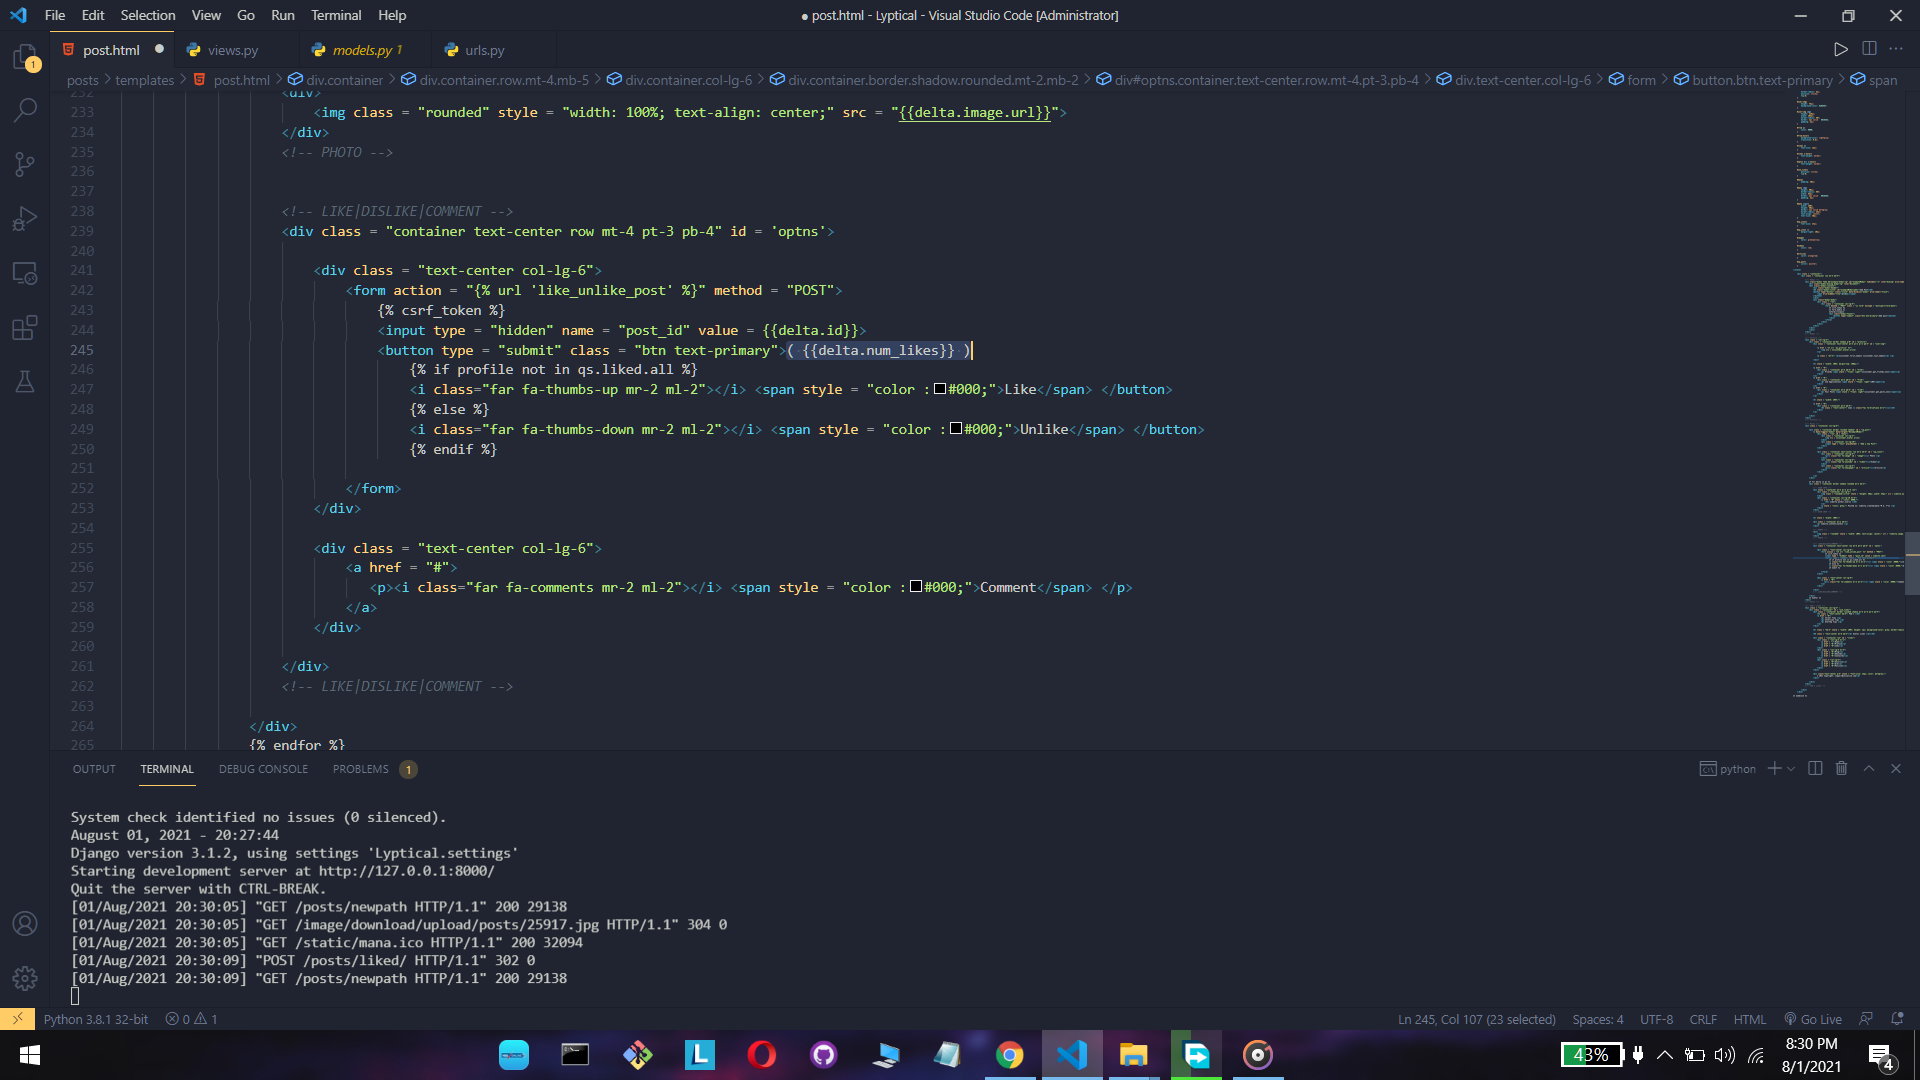 File Edit Selection View Go Run Terminal Help
● post.html - Lyptical - Visual Studio Code [Administrator]
post.html ● views.py models.py 1 urls.py
posts > templates > post.html > div.container > div.container.row.mt-4.mb-5 > div.container.col-lg-6 > div.container.border.shadow.rounded.mt-2.mb-2 > div#optns.container.text-center.row.mt-4.pt-3.pb-4 > div.text-center.col-lg-6 > form > button.btn.text-primary > span
232 <div>
233 <img class = "rounded" style = "width: 100%; text-align: center;" src = "{{delta.image.url}}">
234 </div>
235 <!-- PHOTO -->
236
237
238 <!-- LIKE|DISLIKE|COMMENT -->
239 <div class = "container text-center row mt-4 pt-3 pb-4" id = 'optns'>
240
241 <div class = "text-center col-lg-6">
242 <form action = "{% url 'like_unlike_post' %}" method = "POST">
243 {% csrf_token %}
244 <input type = "hidden" name = "post_id" value = {{delta.id}}>
245 <button type = "submit" class = "btn text-primary">( {{delta.num_likes}} )
246 {% if profile not in qs.liked.all %}
247 <i class="far fa-thumbs-up mr-2 ml-2"></i> <span style = "color :#000;">Like</span> </button>
248 {% else %}
249 <i class="far fa-thumbs-down mr-2 ml-2"></i> <span style = "color :#000;">Unlike</span> </button>
250 {% endif %}
251
252 </form>
253 </div>
254
255 <div class = "text-center col-lg-6">
256 <a href = "#">
257 <p><i class="far fa-comments mr-2 ml-2"></i> <span style = "color :#000;">Comment</span> </p>
258 </a>
259 </div>
260
261 </div>
262 <!-- LIKE|DISLIKE|COMMENT -->
263
264 </div>
265 {% endfor %}
OUTPUT TERMINAL DEBUG CONSOLE PROBLEMS 1
python
System check identified no issues (0 silenced).
August 01, 2021 - 20:27:44
Django version 3.1.2, using settings 'Lyptical.settings'
Starting development server at http://127.0.0.1:8000/
Quit the server with CTRL-BREAK.
[01/Aug/2021 20:30:05] "GET /posts/newpath HTTP/1.1" 200 29138
[01/Aug/2021 20:30:05] "GET /image/download/upload/posts/25917.jpg HTTP/1.1" 304 0
[01/Aug/2021 20:30:05] "GET /static/mana.ico HTTP/1.1" 200 32094
[01/Aug/2021 20:30:09] "POST /posts/liked/ HTTP/1.1" 302 0
[01/Aug/2021 20:30:09] "GET /posts/newpath HTTP/1.1" 200 29138
Python 3.8.1 32-bit 0 1
Ln 245, Col 107 (23 selected) Spaces: 4 UTF-8 CRLF HTML Go Live
L
43%
8:30 PM
8/1/2021
4